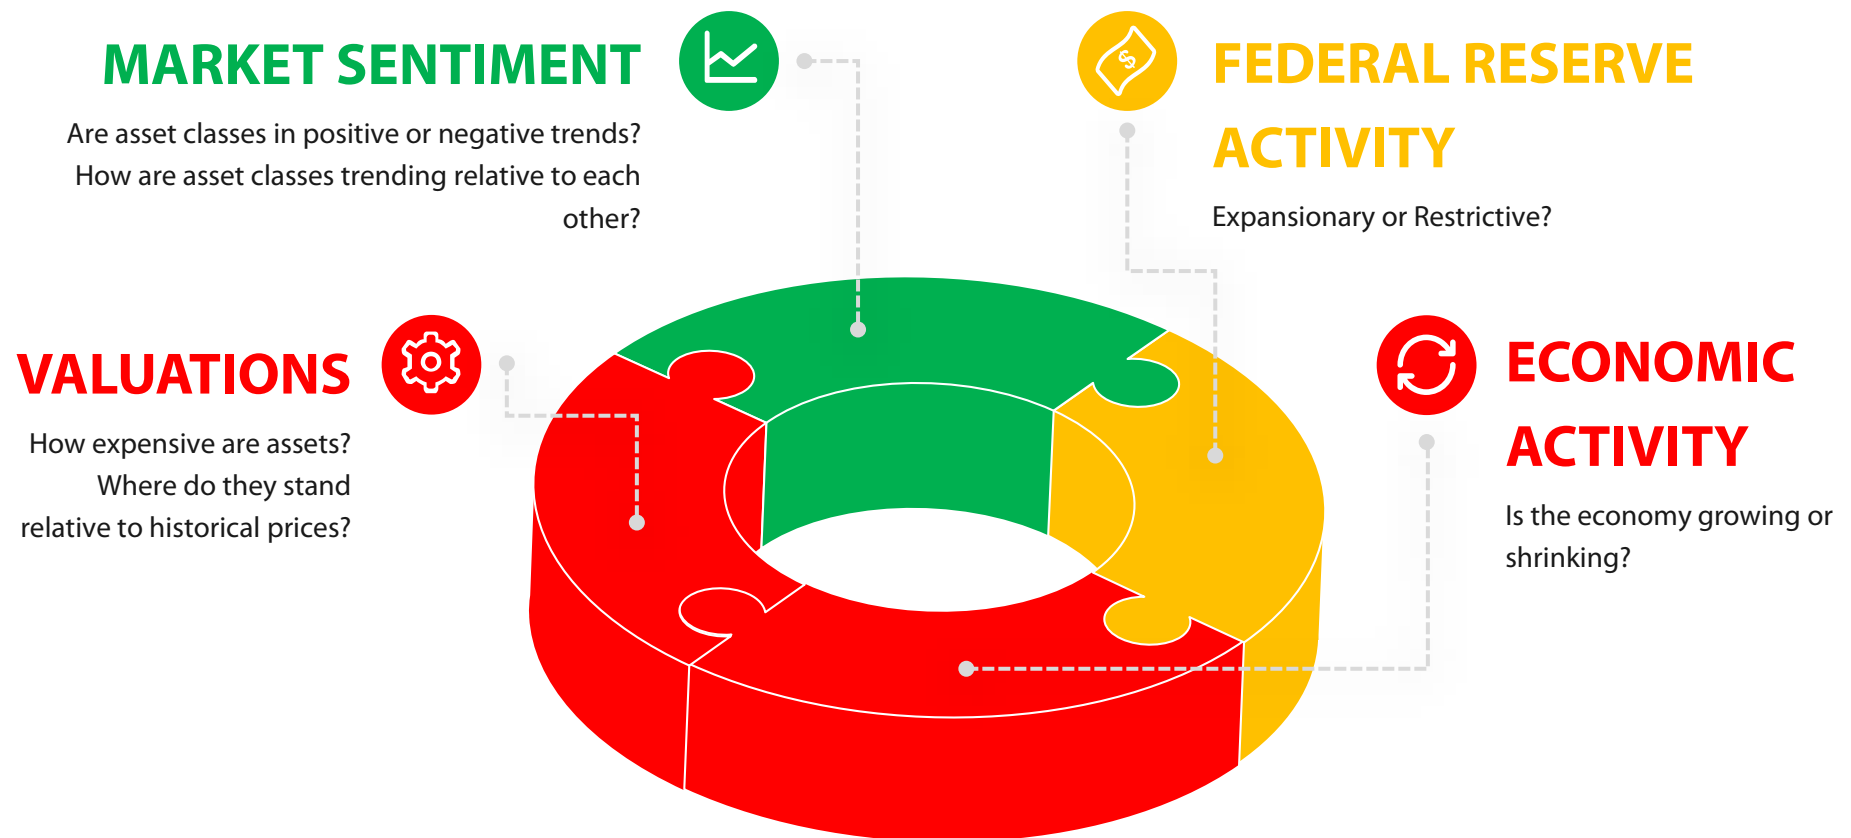 MARKET SENTIMENT
Are asset classes in positive or negative trends?
How are asset classes trending relative to each
other?
$
FEDERAL RESERVE
ACTIVITY
Expansionary or Restrictive?
VALUATIONS
How expensive are assets?
Where do they stand
relative to historical prices?
ECONOMIC
ACTIVITY
Is the economy growing or
shrinking?